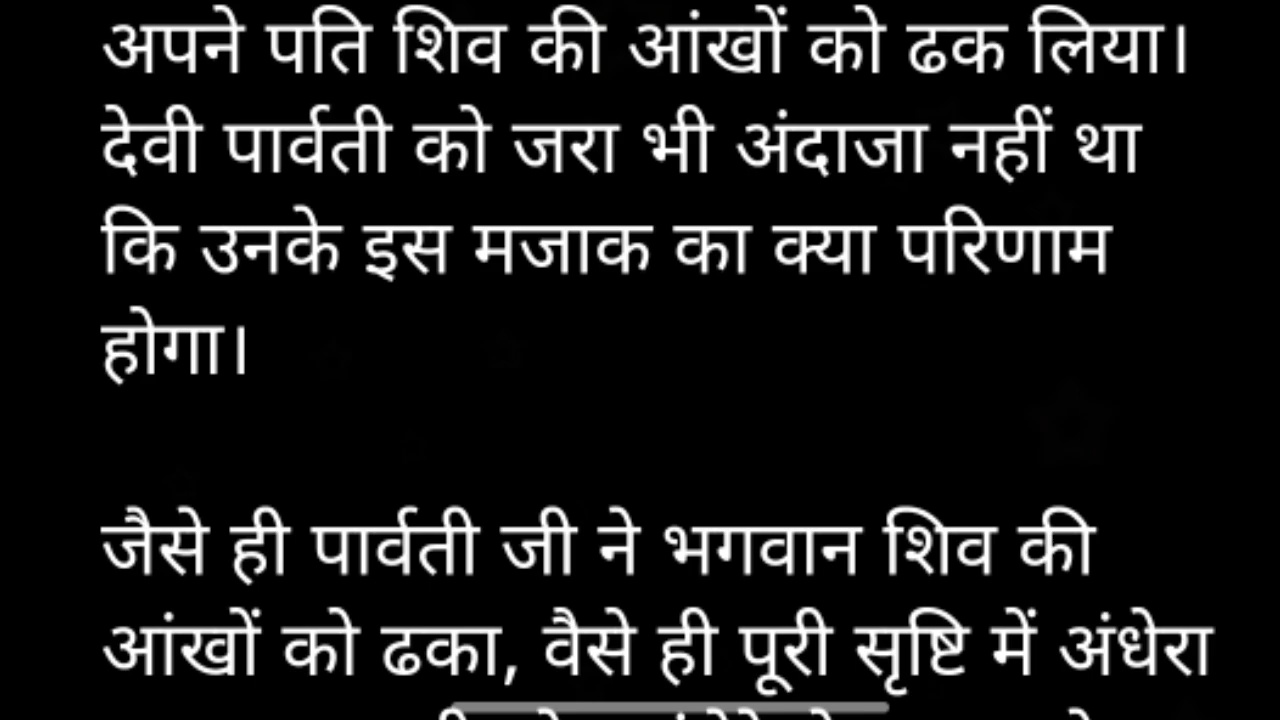 अपने पति शिव की आंखों को ढक लिया।
देवी पार्वती को जरा भी अंदाजा नहीं था
कि उनके इस मजाक का क्या परिणाम
होगा।
जैसे ही पार्वती जी ने भगवान शिव की
आंखों को ढका, वैसे ही पूरी सृष्टि में अंधेरा